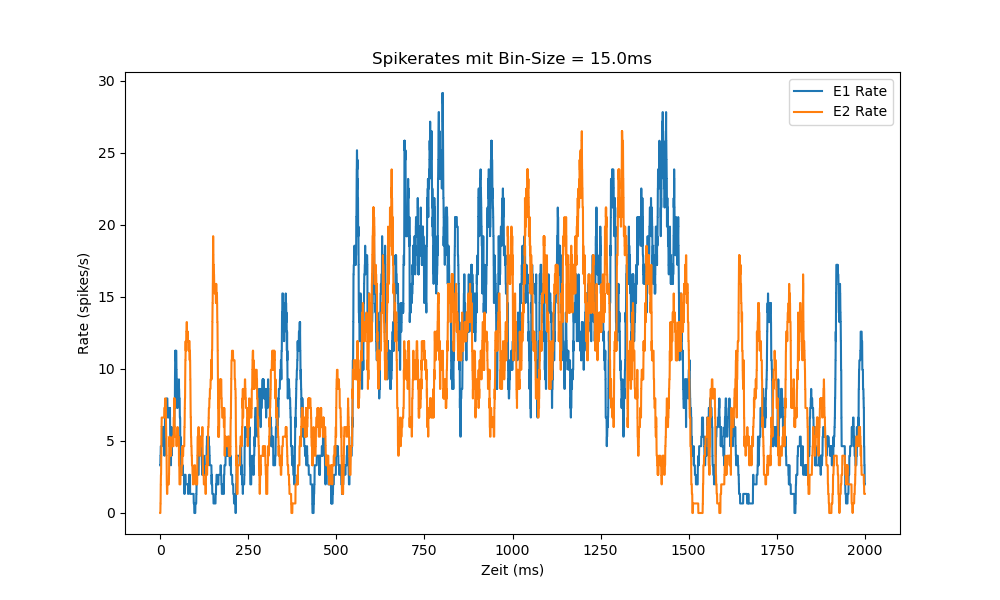 Spikerates mit Bin-Size = 15.0ms
E1 Rate
E2 Rate
Rate (spikes/s)
30
25
20
15
10
5
0
0 250 500 750 1000 1250 1500 1750 2000
Zeit (ms)